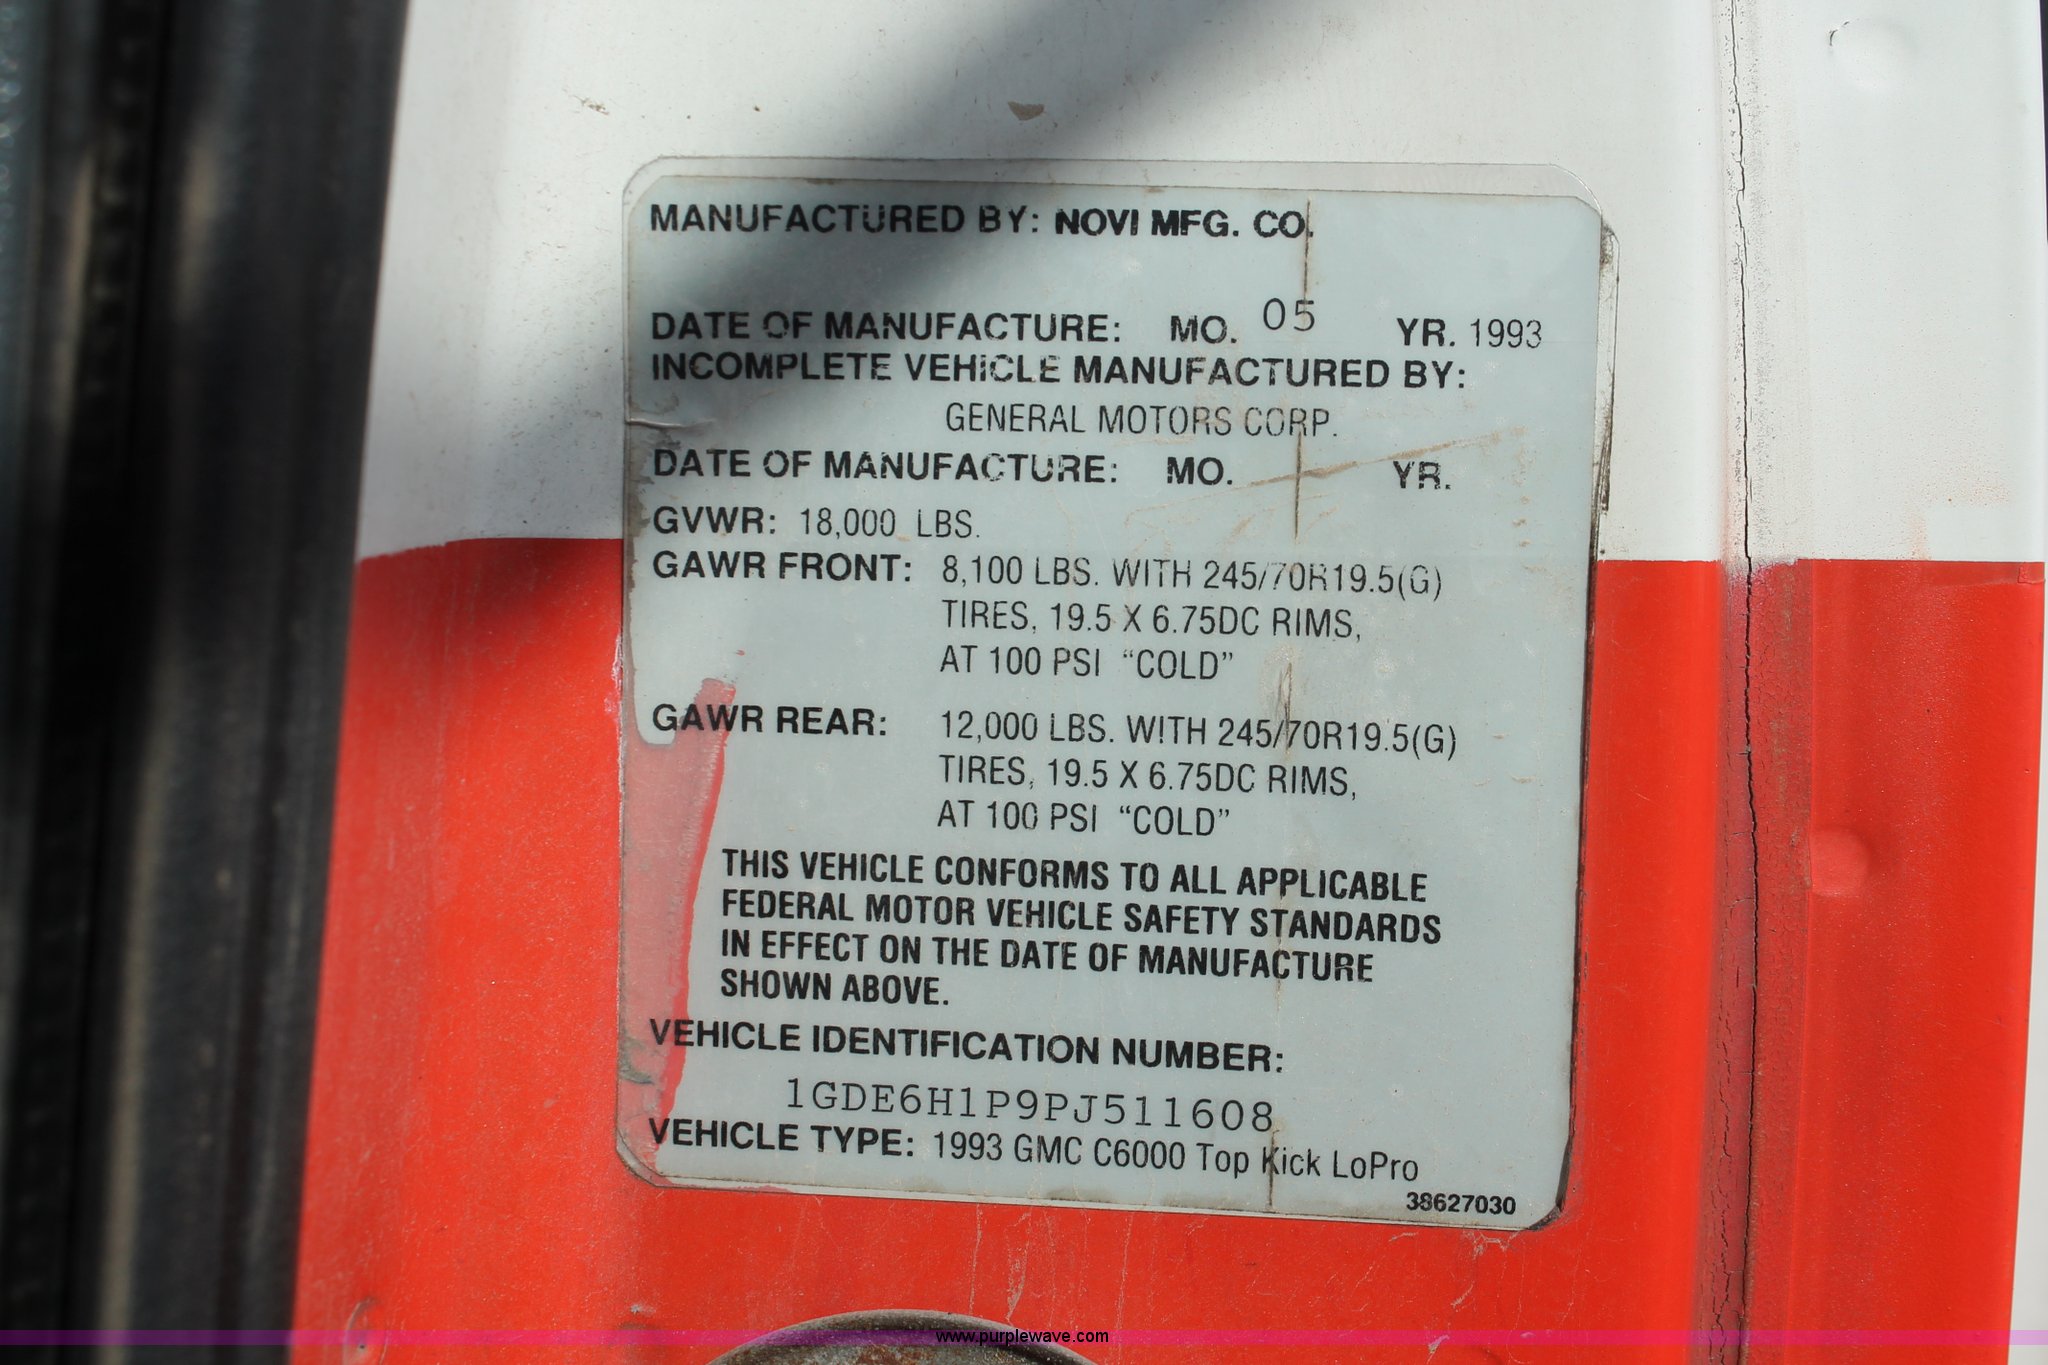 MANUFACTURED BY: NOVI MFG. CO.
DATE OF MANUFACTURE: MO. 05 YR. 1993
INCOMPLETE VEHICLE MANUFACTURED BY:
GENERAL MOTORS CORP.
DATE OF MANUFACTURE: MO. YR.
GVWR: 18,000 LBS.
GAWR FRONT: 8,100 LBS. WITH 245/70R19.5(G)
TIRES, 19.5 X 6.75DC RIMS,
AT 100 PSI “COLD”
GAWR REAR: 12,000 LBS. WITH 245/70R19.5(G)
TIRES, 19.5 X 6.75DC RIMS,
AT 100 PSI “COLD”
THIS VEHICLE CONFORMS TO ALL APPLICABLE
FEDERAL MOTOR VEHICLE SAFETY STANDARDS
IN EFFECT ON THE DATE OF MANUFACTURE
SHOWN ABOVE.
VEHICLE IDENTIFICATION NUMBER:
1GDE6H1P9PJ511608
VEHICLE TYPE: 1993 GMC C6000 Top Kick LoPro
38627030
www.purplewave.com